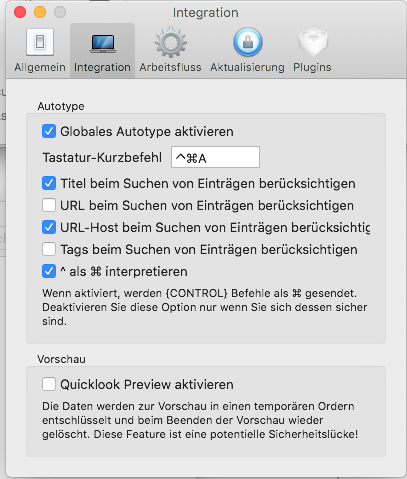 Integration
Allgemein
Integration
Arbeitsfluss
Aktualisierung
Plugins
Autotype
Globales Autotype aktivieren
Tastatur-Kurzbefehl ^⌘A
Titel beim Suchen von Einträgen berücksichtigen
URL beim Suchen von Einträgen berücksichtigen
URL-Host beim Suchen von Einträgen berücksichtig
Tags beim Suchen von Einträgen berücksichtigen
^ als ⌘ interpretieren
Wenn aktiviert, werden {CONTROL} Befehle als ⌘ gesendet.
Deaktivieren Sie diese Option nur wenn Sie sich dessen sicher
sind.
Vorschau
Quicklook Preview aktivieren
Die Daten werden zur Vorschau in einen temporären Ordern
entschlüsselt und beim Beenden der Vorschau wieder
gelöscht. Diese Feature ist eine potentielle Sicherheitslücke!